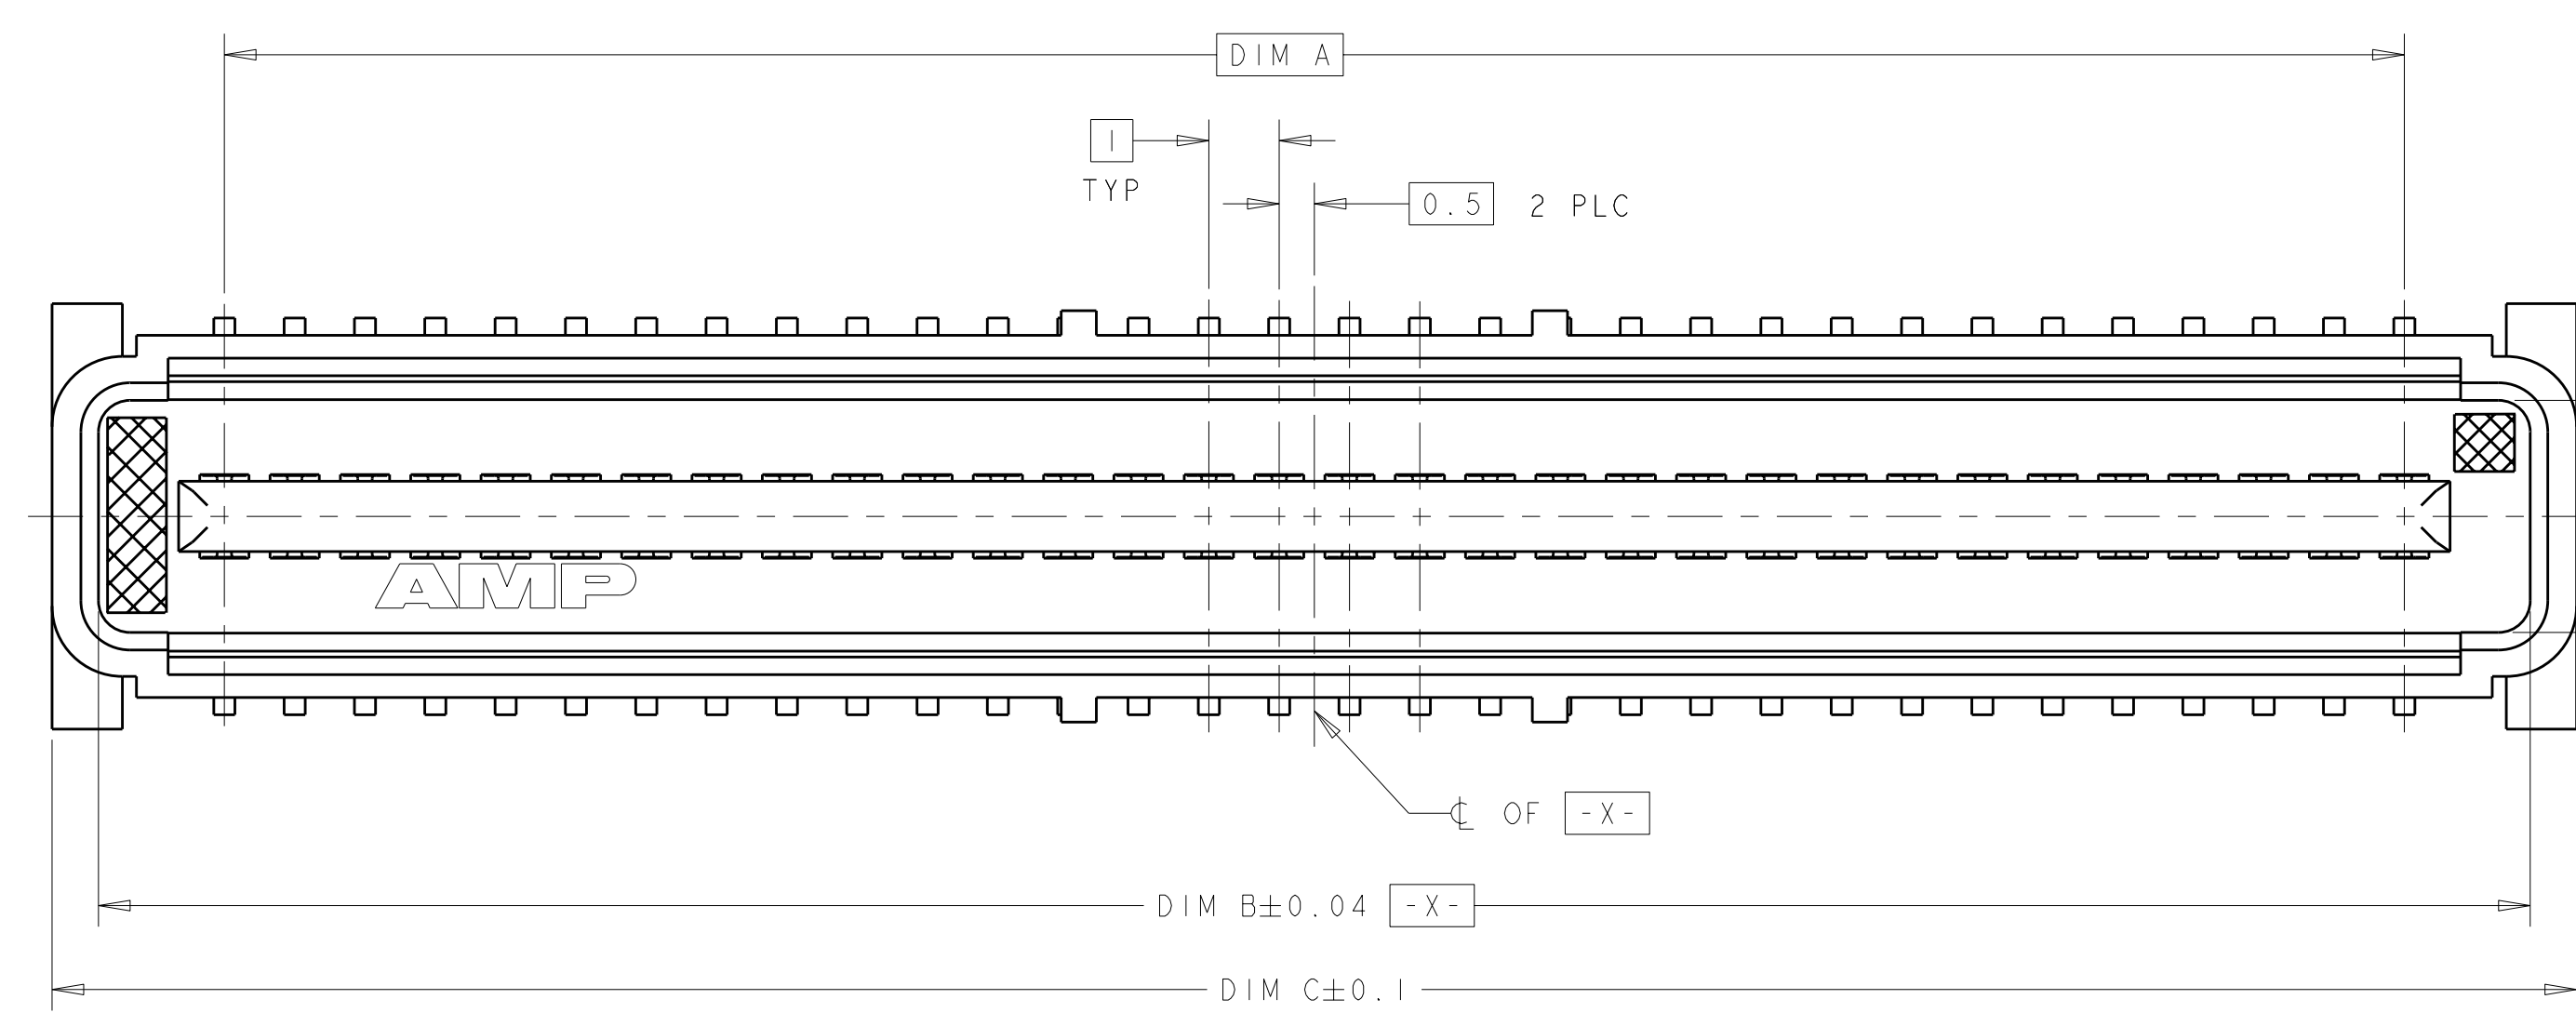 DIM A
1
TYP
0.5 2 PLC
AMP
℄ OF -X-
DIM B±0.04 -X-
DIM C±0.1